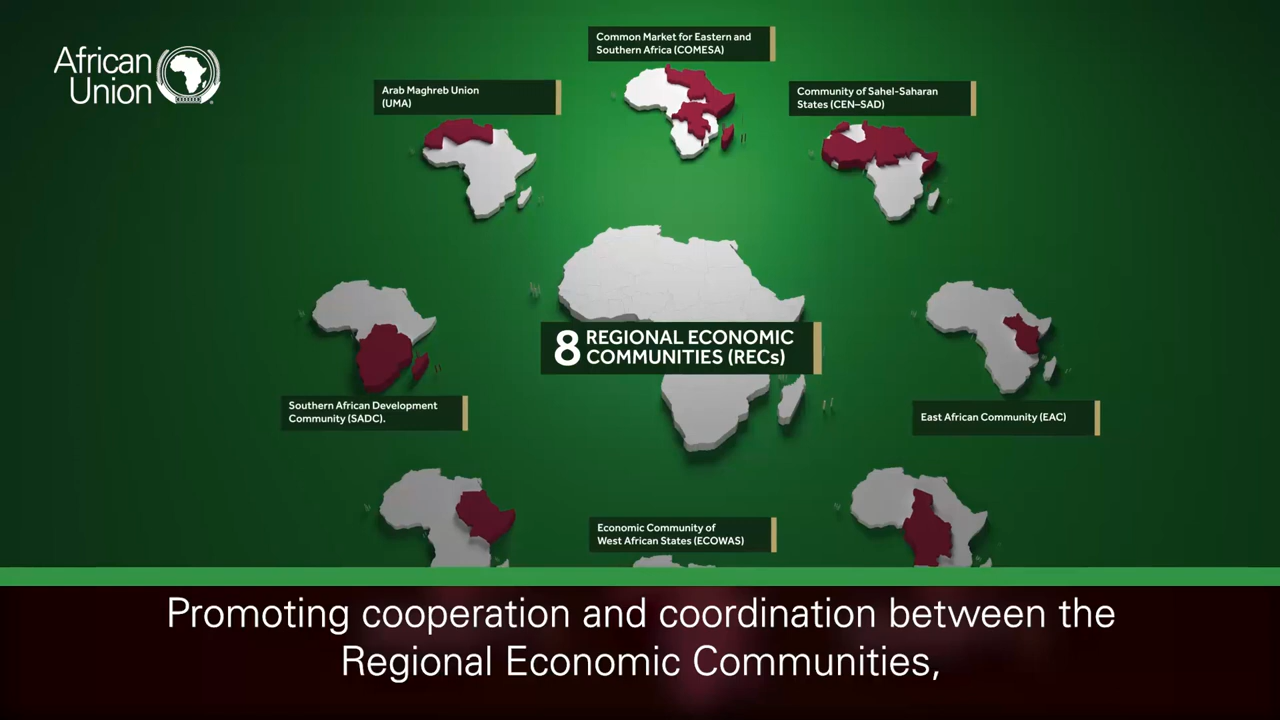 African
Union
Common Market for Eastern and
Southern Africa (COMESA)
Arab Maghreb Union
(UMA)
Community of Sahel-Saharan
States (CEN–SAD)
8 REGIONAL ECONOMIC
COMMUNITIES (RECs)
Southern African Development
Community (SADC).
East African Community (EAC)
Economic Community of
West African States (ECOWAS)
Promoting cooperation and coordination between the
Regional Economic Communities,